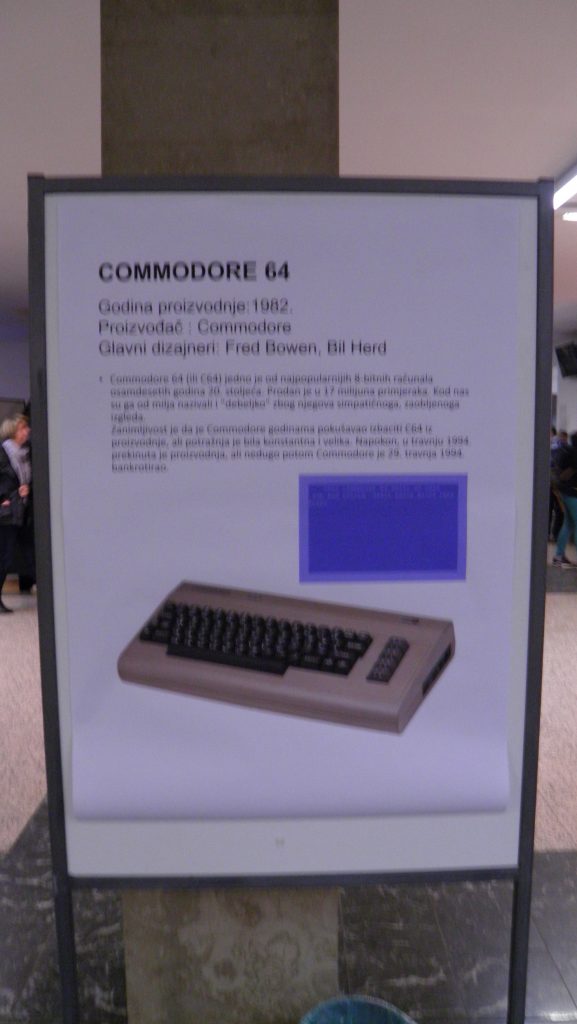 COMMODORE 64
Godina proizvodnje:1982.
Proizvođač : Commodore
Glavni dizajneri: Fred Bowen, Bil Herd
• Commodore 64 (ili C64) jedno je od najpopularnijih 8-bitnih računala
osamdesetih godina 20. stoljeća. Prodan je u 17 milijuna primjeraka. Kod nas
su ga od milja nazivali i "debeljko" zbog njegova simpatičnoga, zaobljenoga
izgleda.
Zanimljivost je da je Commodore godinama pokušavao izbaciti C64 iz
proizvodnje, ali potražnja je bila konstantna i velika. Napokon, u travnju 1994.
prekinuta je proizvodnja, ali nedugo potom Commodore je 29. travnja 1994.
bankrotirao.